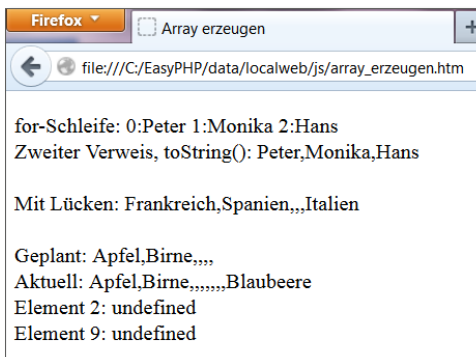 Firefox
Array erzeugen
file:///C:/EasyPHP/data/localweb/js/array_erzeugen.htm
for-Schleife: 0:Peter 1:Monika 2:Hans
Zweiter Verweis, toString(): Peter,Monika,Hans
Mit Lücken: Frankreich,Spanien,,,Italien
Geplant: Apfel,Birne,,,,
Aktuell: Apfel,Birne,,,,,,,Blaubeere
Element 2: undefined
Element 9: undefined